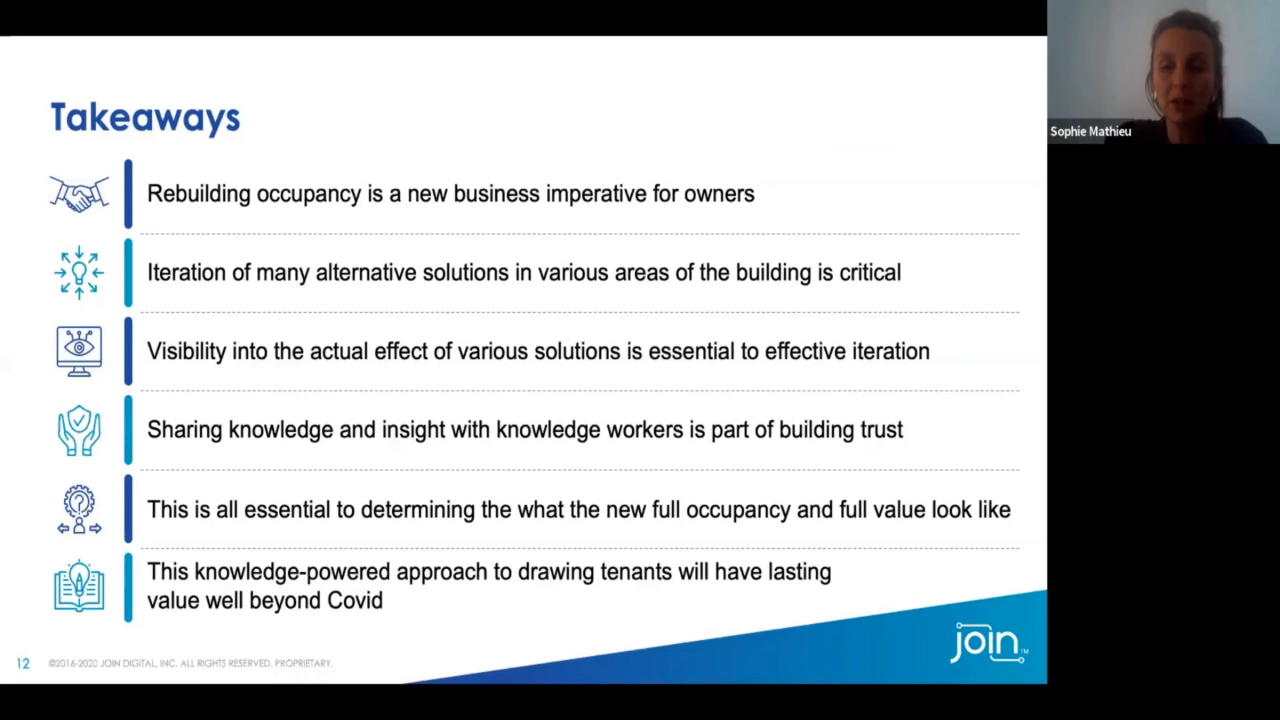 Takeaways
Rebuilding occupancy is a new business imperative for owners
Iteration of many alternative solutions in various areas of the building is critical
Visibility into the actual effect of various solutions is essential to effective iteration
Sharing knowledge and insight with knowledge workers is part of building trust
This is all essential to determining the what the new full occupancy and full value look like
This knowledge-powered approach to drawing tenants will have lasting
value well beyond Covid
12 ©2016-2020 JOIN DIGITAL, INC. ALL RIGHTS RESERVED. PROPRIETARY.
join™
Sophie Mathieu